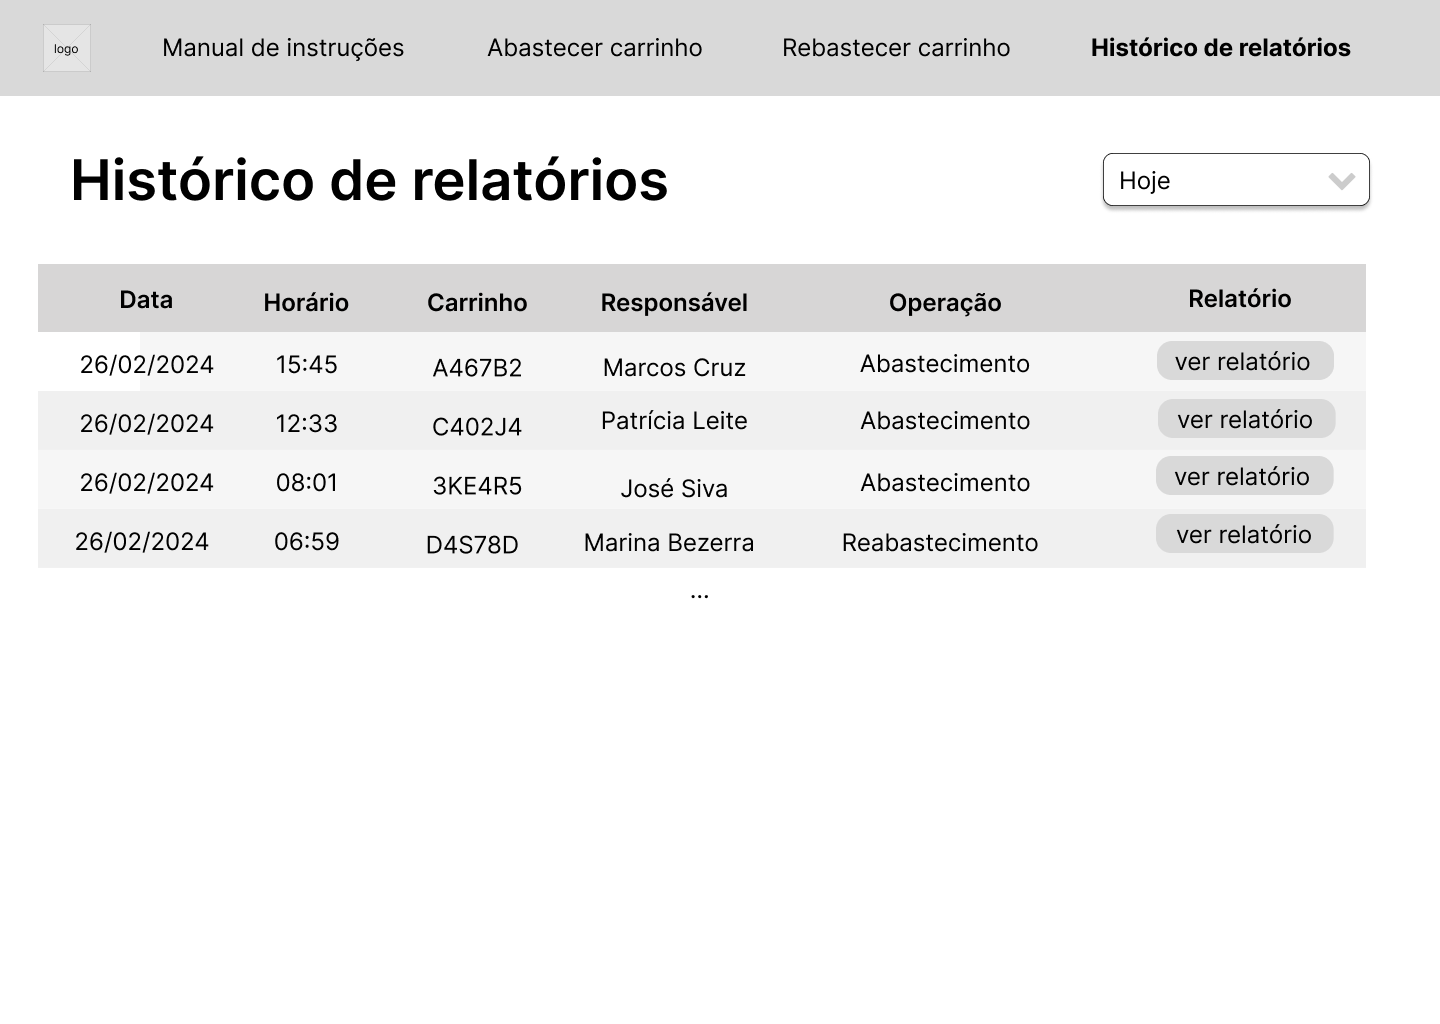 logo
Manual de instruções Abastecer carrinho Rebastecer carrinho Histórico de relatórios
Histórico de relatórios
Hoje
Data Horário Carrinho Responsável Operação Relatório
26/02/2024 15:45 A467B2 Marcos Cruz Abastecimento ver relatório
26/02/2024 12:33 C402J4 Patrícia Leite Abastecimento ver relatório
26/02/2024 08:01 3KE4R5 José Siva Abastecimento ver relatório
26/02/2024 06:59 D4S78D Marina Bezerra Reabastecimento ver relatório
...